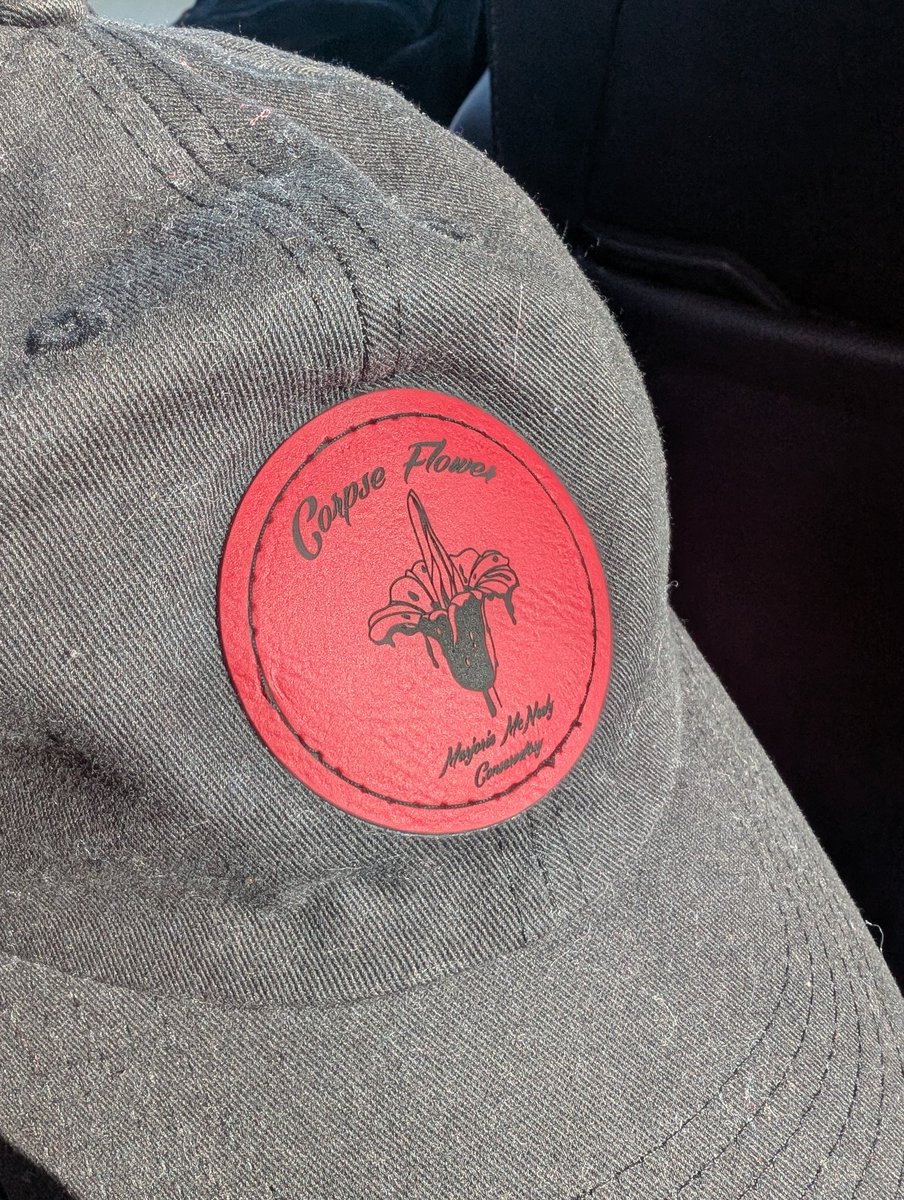 Corpse Flower
Marjorie McNeely
Conservatory